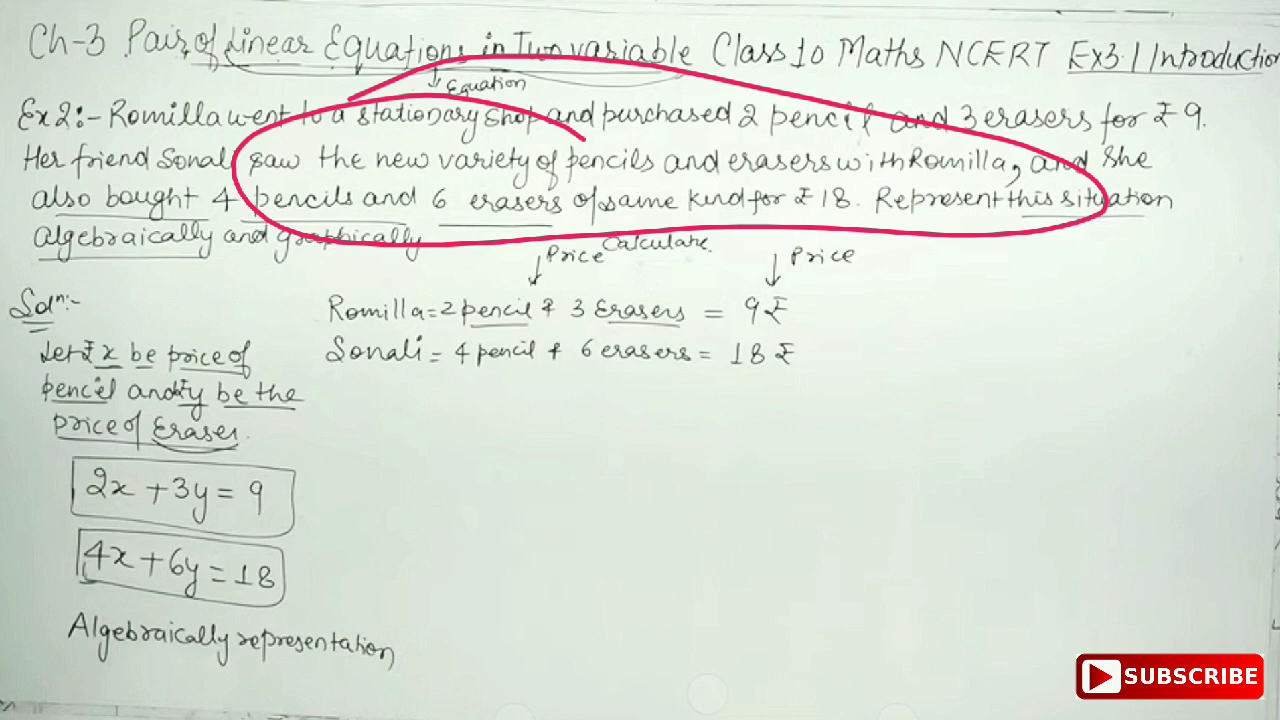 Ch-3 Pair of Linear Equations in Two variable Class 10 Maths NCERT Ex 3.1 Introduction
Equation
Ex 2:- Romilla went to a stationary shop and purchased 2 pencil and 3 erasers for ₹ 9.
Her friend Sonali saw the new variety of pencils and erasers with Romilla, and She
also bought 4 pencils and 6 erasers of same kind for ₹ 18. Represent this situation
algebraically and graphically
Calculate.
Price
Price
Solⁿ:-
Romilla = 2 pencil + 3 Erasers = 9 ₹
Sonali = 4 pencil + 6 erasers = 18 ₹
Let ₹ x be price of
pencil and ₹ y be the
price of Eraser.
2x + 3y = 9
4x + 6y = 18
Algebraically representation
SUBSCRIBE